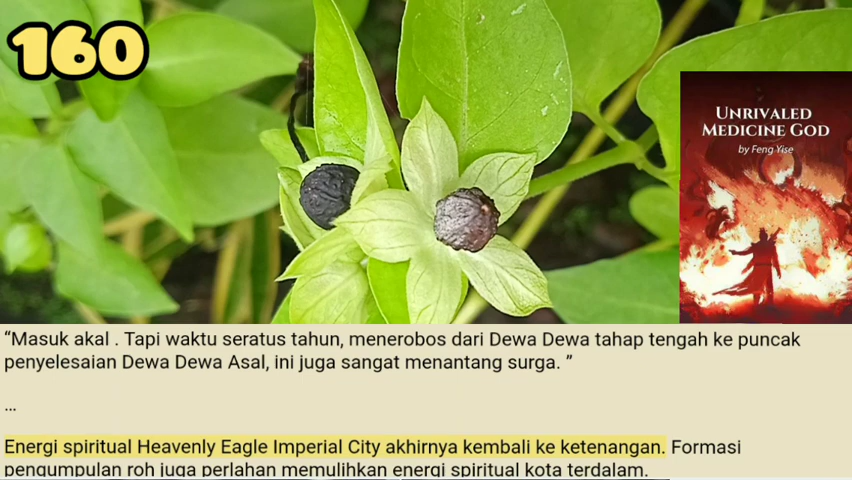 160
UNRIVALED
MEDICINE GOD
by Feng Yise
“Masuk akal . Tapi waktu seratus tahun, menerobos dari Dewa Dewa tahap tengah ke puncak
penyelesaian Dewa Dewa Asal, ini juga sangat menantang surga. ”
...
Energi spiritual Heavenly Eagle Imperial City akhirnya kembali ke ketenangan. Formasi
pengumpulan roh juga perlahan memulihkan energi spiritual kota terdalam.